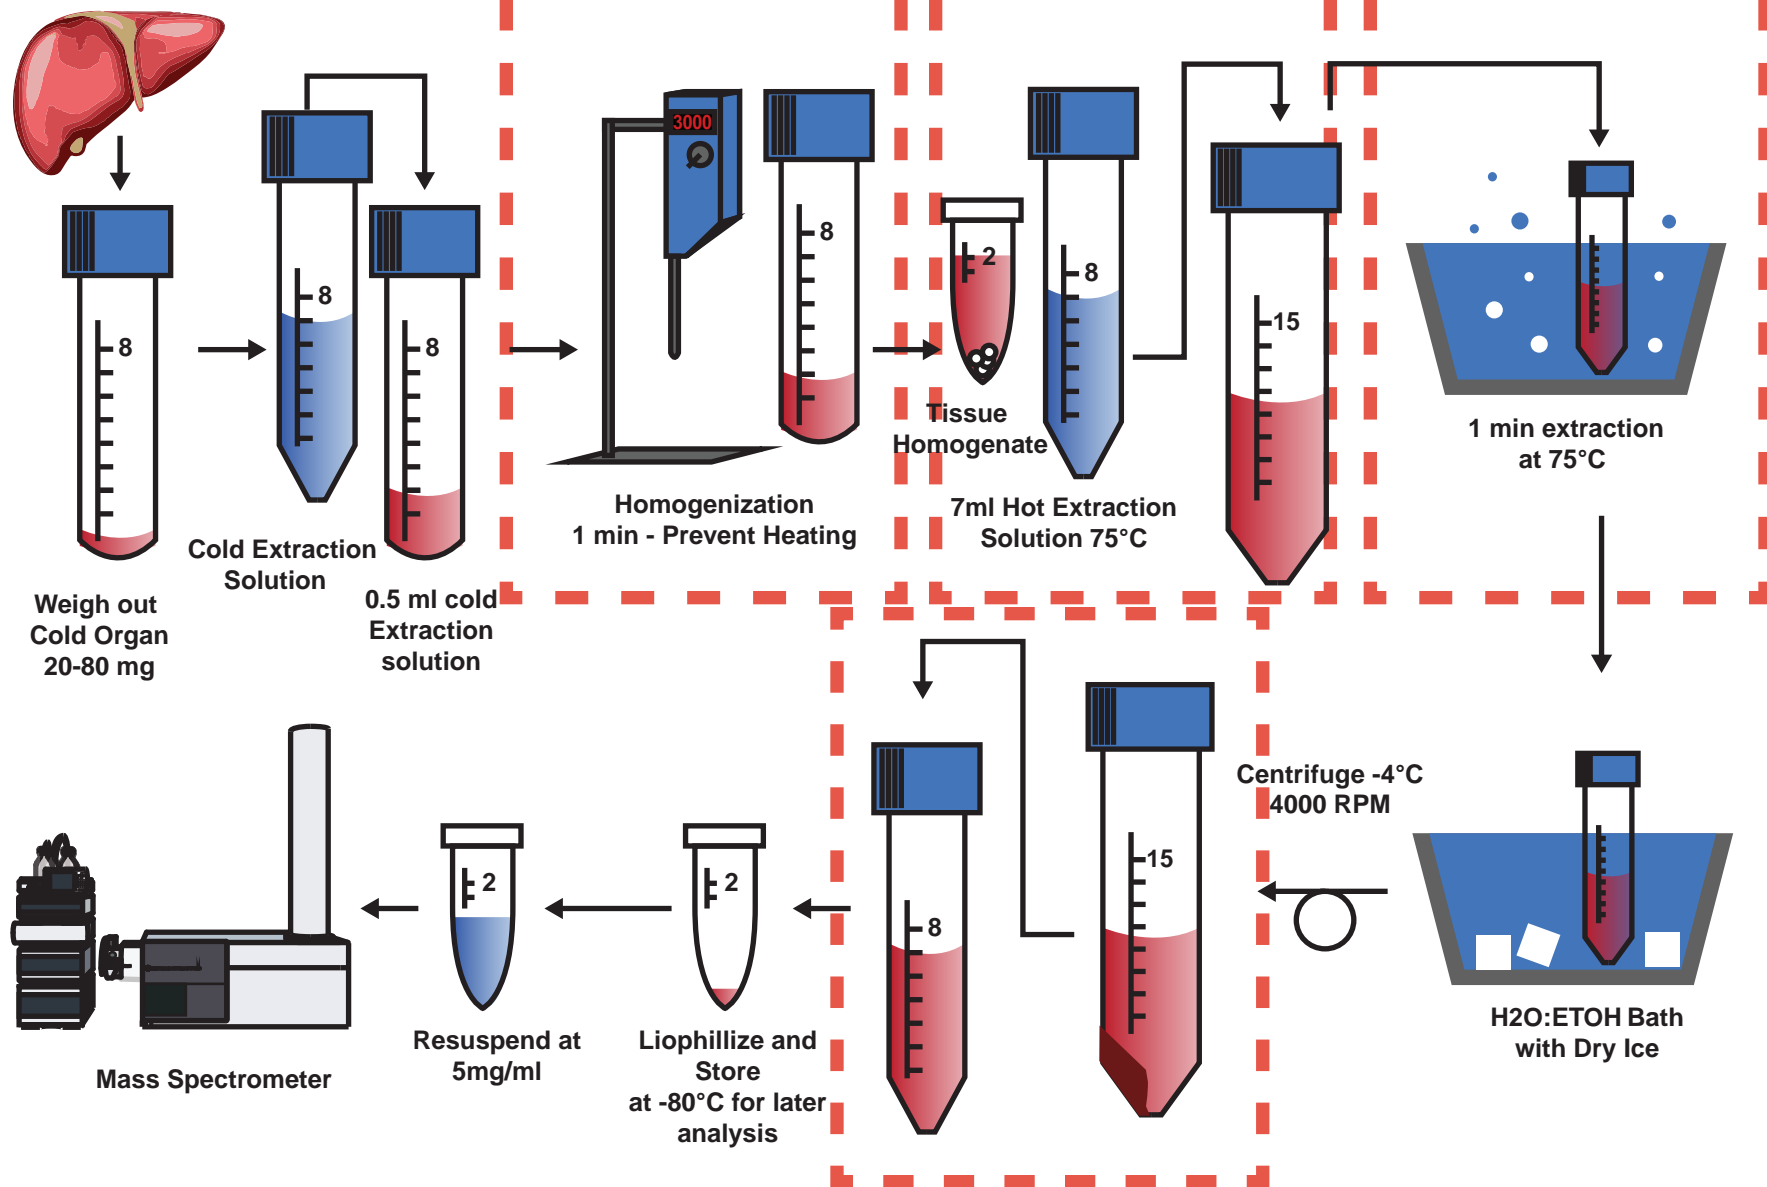 8
Weigh out
Cold Organ
20-80 mg
8
Cold Extraction
Solution
8
0.5 ml cold
Extraction
solution
3000
8
Homogenization
1 min - Prevent Heating
2
Tissue
Homogenate
8
7ml Hot Extraction
Solution 75°C
15
1 min extraction
at 75°C
H2O:ETOH Bath
with Dry Ice
Centrifuge -4°C
4000 RPM
15
8
2
Liophillize and
Store
at -80°C for later
analysis
2
Resuspend at
5mg/ml
Mass Spectrometer